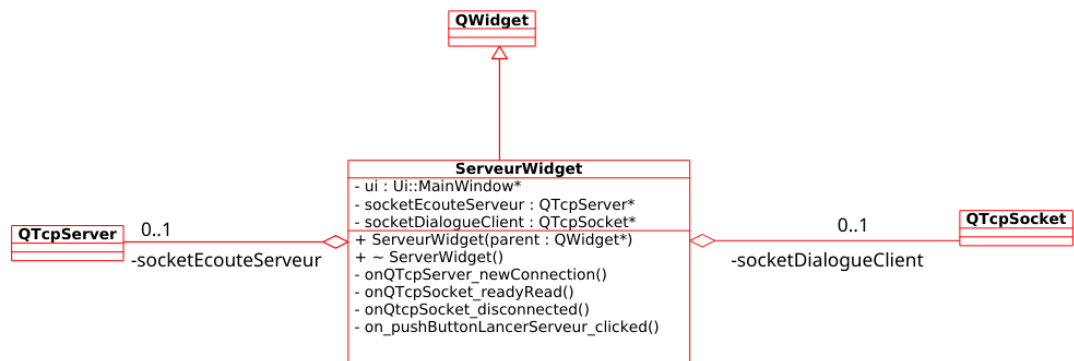 QWidget
ServeurWidget
- ui : Ui::MainWindow*
- socketEcouteServeur : QTcpServer*
- socketDialogueClient : QTcpSocket*
+ ServeurWidget(parent : QWidget*)
+ ~ ServerWidget()
- onQTcpServer_newConnection()
- onQTcpSocket_readyRead()
- onQtcpSocket_disconnected()
- on_pushButtonLancerServeur_clicked()
QTcpServer
0..1
-socketEcouteServeur
0..1
-socketDialogueClient
QTcpSocket